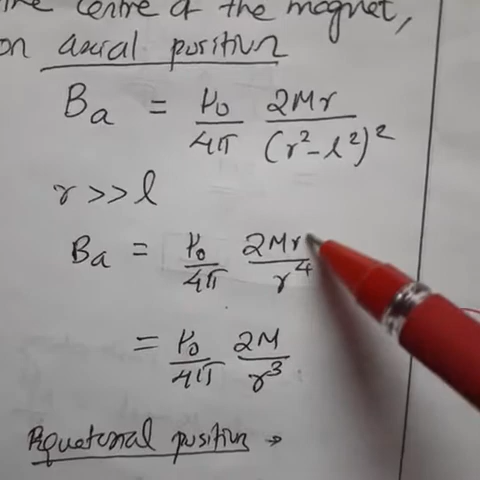 the centre of the magnet,
on axial position
Ba = μ0/4π 2Mr/(r²-l²)²
r >> l
Ba = μ0/4π 2Mr/r⁴
= μ0/4π 2M/r³
Equatorial position →